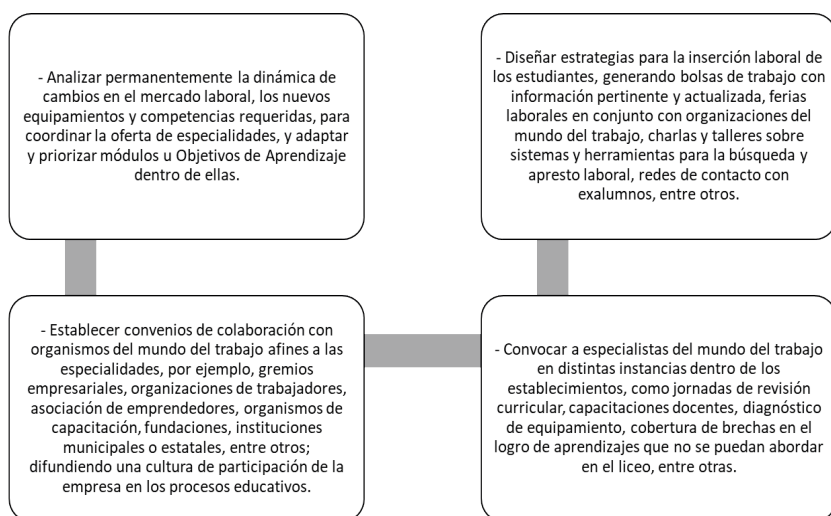 - Analizar permanentemente la dinámica de
cambios en el mercado laboral, los nuevos
equipamientos y competencias requeridas, para
coordinar la oferta de especialidades, y adaptar
y priorizar módulos u Objetivos de Aprendizaje
dentro de ellas.
- Establecer convenios de colaboración con
organismos del mundo del trabajo afines a las
especialidades, por ejemplo, gremios
empresariales, organizaciones de trabajadores,
asociación de emprendedores, organismos de
capacitación, fundaciones, instituciones
municipales o estatales, entre otros;
difundiendo una cultura de participación de la
empresa en los procesos educativos.
- Convocar a especialistas del mundo del trabajo
en distintas instancias dentro de los
establecimientos, como jornadas de revisión
curricular, capacitaciones docentes, diagnóstico
de equipamiento, cobertura de brechas en el
logro de aprendizajes que no se puedan abordar
en el liceo, entre otras.
- Diseñar estrategias para la inserción laboral de
los estudiantes, generando bolsas de trabajo con
información pertinente y actualizada, ferias
laborales en conjunto con organizaciones del
mundo del trabajo, charlas y talleres sobre
sistemas y herramientas para la búsqueda y
apresto laboral, redes de contacto con
exalumnos, entre otros.